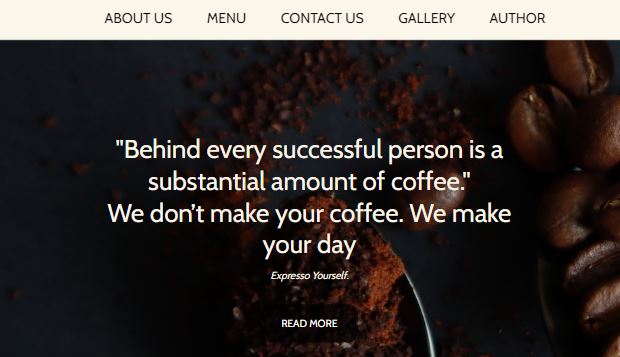 ABOUT US MENU CONTACT US GALLERY AUTHOR
"Behind every successful person is a
substantial amount of coffee."
We don't make your coffee. We make
your day
Expresso Yourself.
READ MORE